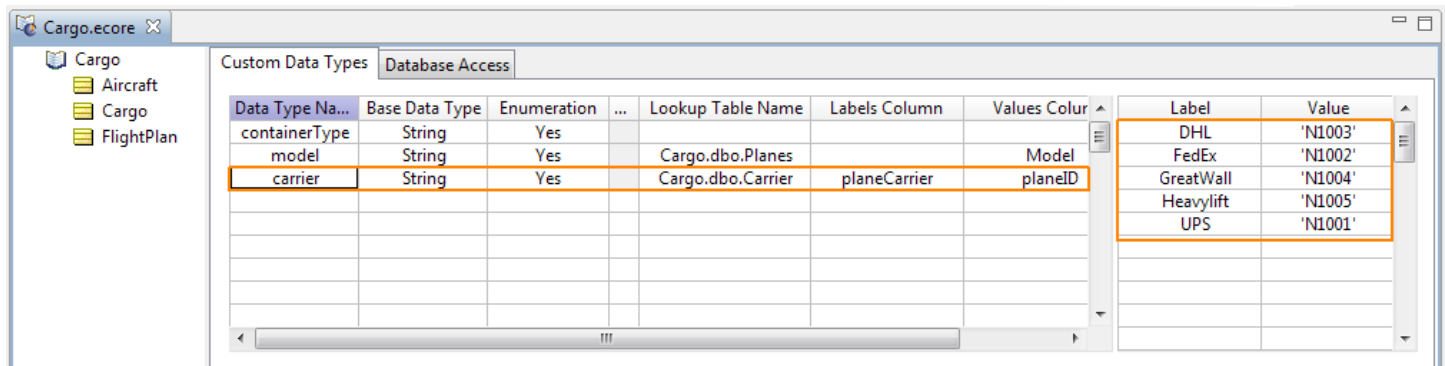 Cargo.ecore
Cargo
Aircraft
Cargo
FlightPlan
Custom Data Types Database Access
Data Type Na... Base Data Type Enumeration ... Lookup Table Name Labels Column Values Colur Label Value
containerType String Yes DHL 'N1003'
model String Yes Cargo.dbo.Planes Model FedEx 'N1002'
carrier String Yes Cargo.dbo.Carrier planeCarrier planeID GreatWall 'N1004'
Heavylift 'N1005'
UPS 'N1001'